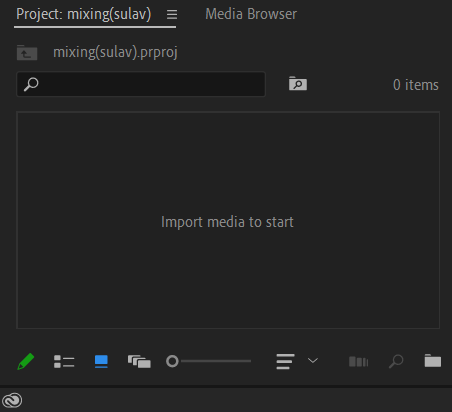 Project: mixing(sulav) Media Browser
mixing(sulav).prproj
0 items
Import media to start